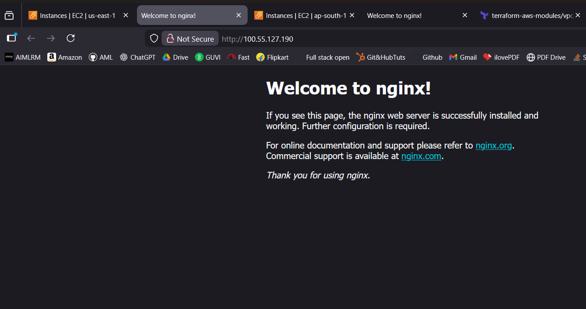 Instances | EC2 | us-east-1
Welcome to nginx!
Instances | EC2 | ap-south-1
Welcome to nginx!
terraform-aws-modules/vpc
Not Secure
http://100.55.127.190
AIMLRM
Amazon
AML
ChatGPT
Drive
GUVI
Fast
Flipkart
Full stack open
Git&HubTuts
Github
Gmail
ilovePDF
PDF Drive
S
Welcome to nginx!
If you see this page, the nginx web server is successfully installed and
working. Further configuration is required.
For online documentation and support please refer to nginx.org.
Commercial support is available at nginx.com.
Thank you for using nginx.